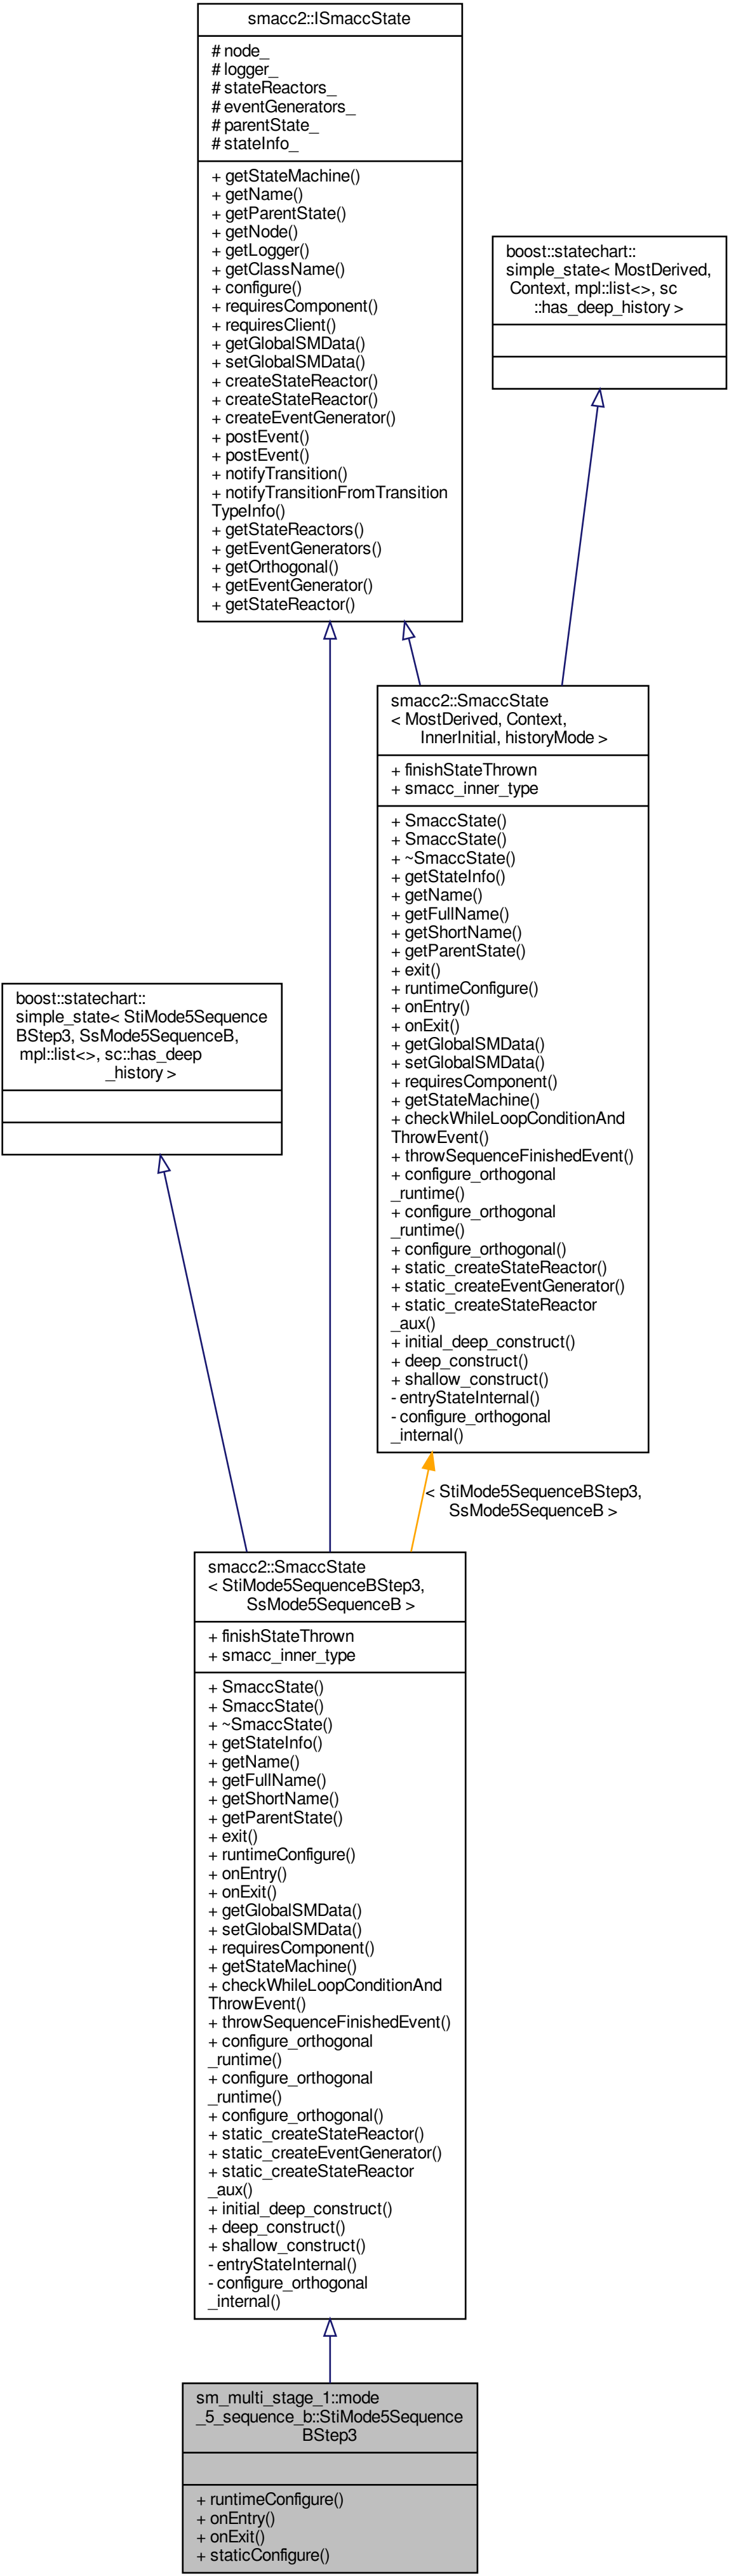 smacc2::ISmaccState
# node_
# logger_
# stateReactors_
# eventGenerators_
# parentState_
# stateInfo_
+ getStateMachine()
+ getName()
+ getParentState()
+ getNode()
+ getLogger()
+ getClassName()
+ configure()
+ requiresComponent()
+ requiresClient()
+ getGlobalSMData()
+ setGlobalSMData()
+ createStateReactor()
+ createStateReactor()
+ createEventGenerator()
+ postEvent()
+ postEvent()
+ notifyTransition()
+ notifyTransitionFromTransition
TypeInfo()
+ getStateReactors()
+ getEventGenerators()
+ getOrthogonal()
+ getEventGenerator()
+ getStateReactor()
boost::statechart::
simple_state< MostDerived,
Context, mpl::list<>, sc
::has_deep_history >
smacc2::SmaccState
< MostDerived, Context,
InnerInitial, historyMode >
+ finishStateThrown
+ smacc_inner_type
+ SmaccState()
+ SmaccState()
+ ~SmaccState()
+ getStateInfo()
+ getName()
+ getFullName()
+ getShortName()
+ getParentState()
+ exit()
+ runtimeConfigure()
+ onEntry()
+ onExit()
+ getGlobalSMData()
+ setGlobalSMData()
+ requiresComponent()
+ getStateMachine()
+ checkWhileLoopConditionAnd
ThrowEvent()
+ throwSequenceFinishedEvent()
+ configure_orthogonal
_runtime()
+ configure_orthogonal
_runtime()
+ configure_orthogonal()
+ static_createStateReactor()
+ static_createEventGenerator()
+ static_createStateReactor
_aux()
+ initial_deep_construct()
+ deep_construct()
+ shallow_construct()
- entryStateInternal()
- configure_orthogonal
_internal()
boost::statechart::
simple_state< StiMode5Sequence
BStep3, SsMode5SequenceB,
mpl::list<>, sc::has_deep
_history >
< StiMode5SequenceBStep3,
SsMode5SequenceB >
smacc2::SmaccState
< StiMode5SequenceBStep3,
SsMode5SequenceB >
+ finishStateThrown
+ smacc_inner_type
+ SmaccState()
+ SmaccState()
+ ~SmaccState()
+ getStateInfo()
+ getName()
+ getFullName()
+ getShortName()
+ getParentState()
+ exit()
+ runtimeConfigure()
+ onEntry()
+ onExit()
+ getGlobalSMData()
+ setGlobalSMData()
+ requiresComponent()
+ getStateMachine()
+ checkWhileLoopConditionAnd
ThrowEvent()
+ throwSequenceFinishedEvent()
+ configure_orthogonal
_runtime()
+ configure_orthogonal
_runtime()
+ configure_orthogonal()
+ static_createStateReactor()
+ static_createEventGenerator()
+ static_createStateReactor
_aux()
+ initial_deep_construct()
+ deep_construct()
+ shallow_construct()
- entryStateInternal()
- configure_orthogonal
_internal()
sm_multi_stage_1::mode
_5_sequence_b::StiMode5Sequence
BStep3
+ runtimeConfigure()
+ onEntry()
+ onExit()
+ staticConfigure()